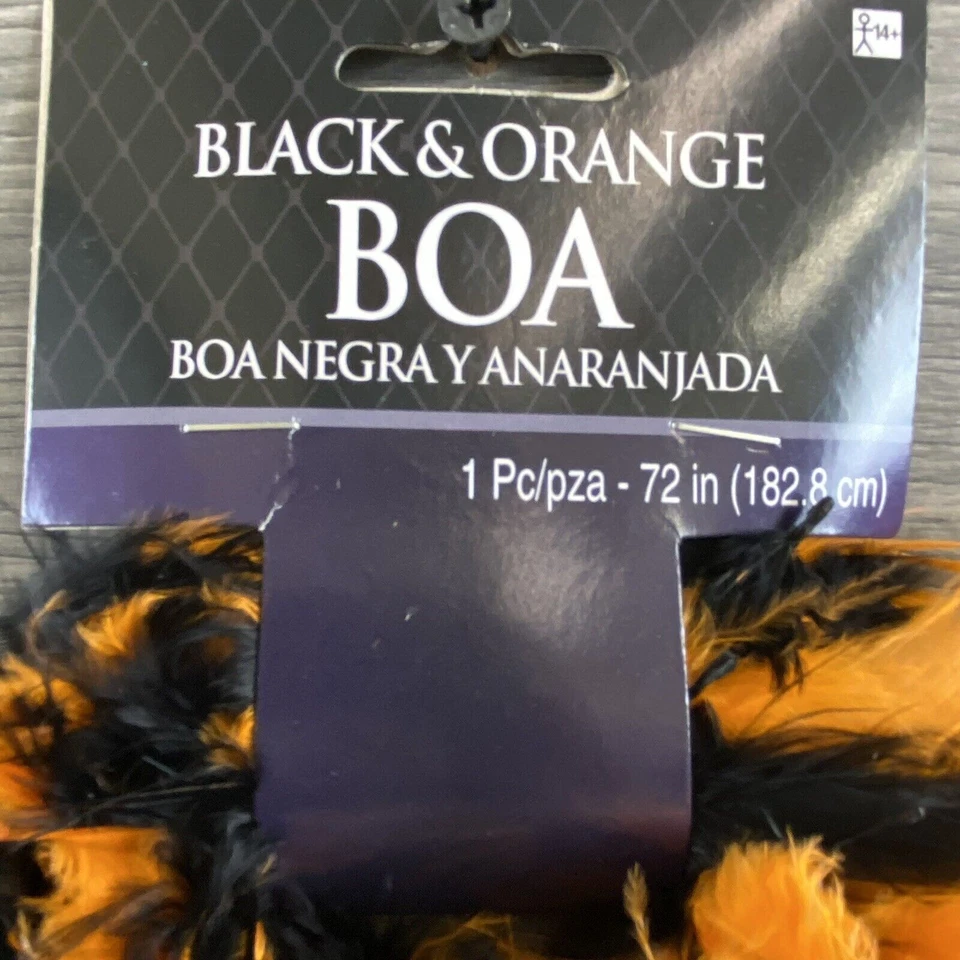 14+
BLACK & ORANGE
BOA
BOA NEGRA Y ANARANJADA
1 Pc/pza - 72 in (182.8 cm)